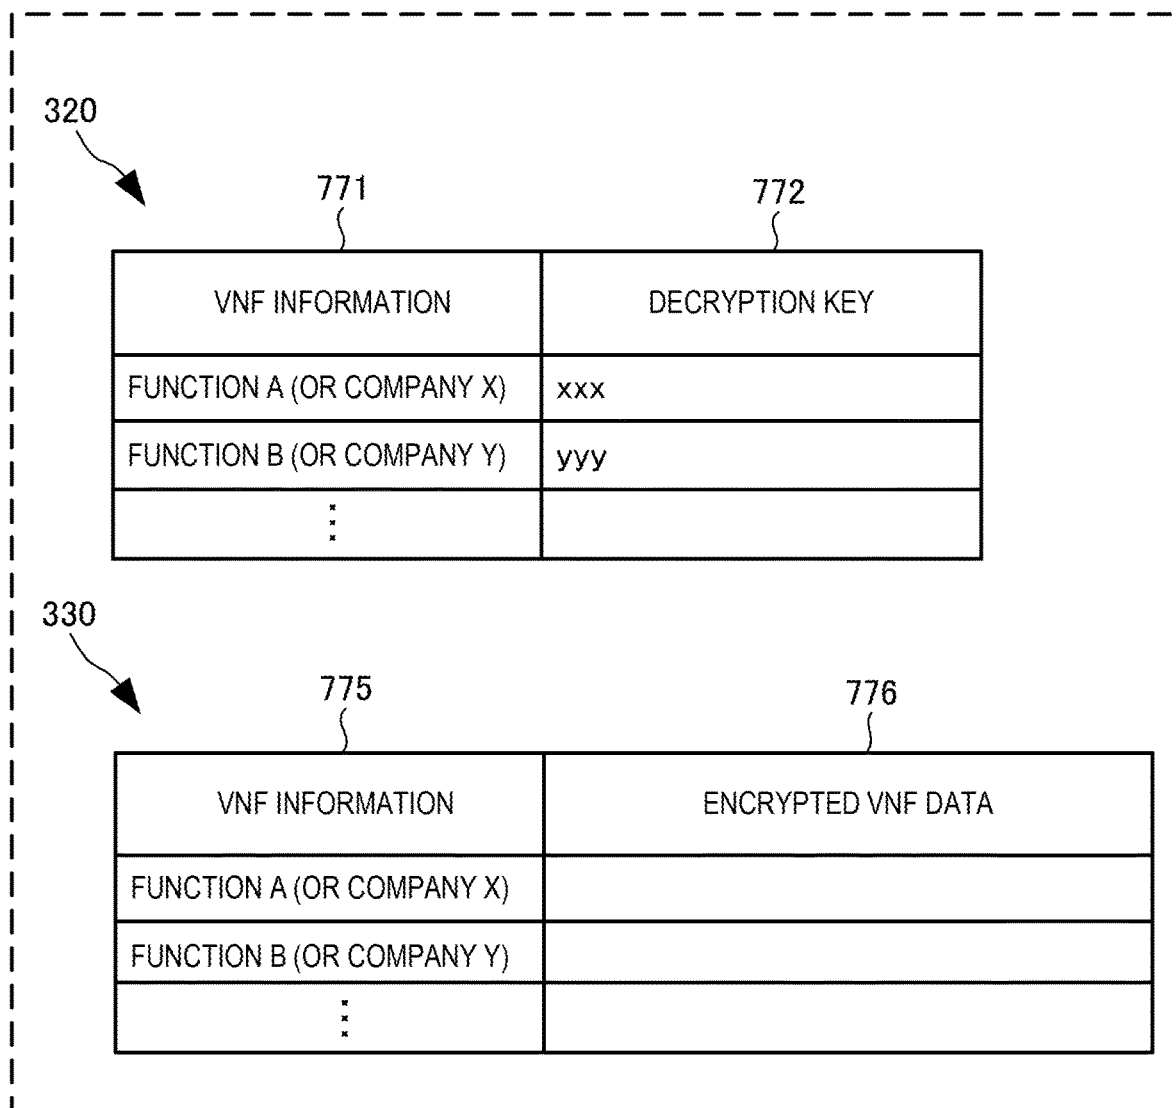 320
771 772
VNF INFORMATION DECRYPTION KEY
FUNCTION A (OR COMPANY X) xxx
FUNCTION B (OR COMPANY Y) yyy
330
775 776
VNF INFORMATION ENCRYPTED VNF DATA
FUNCTION A (OR COMPANY X)
FUNCTION B (OR COMPANY Y)